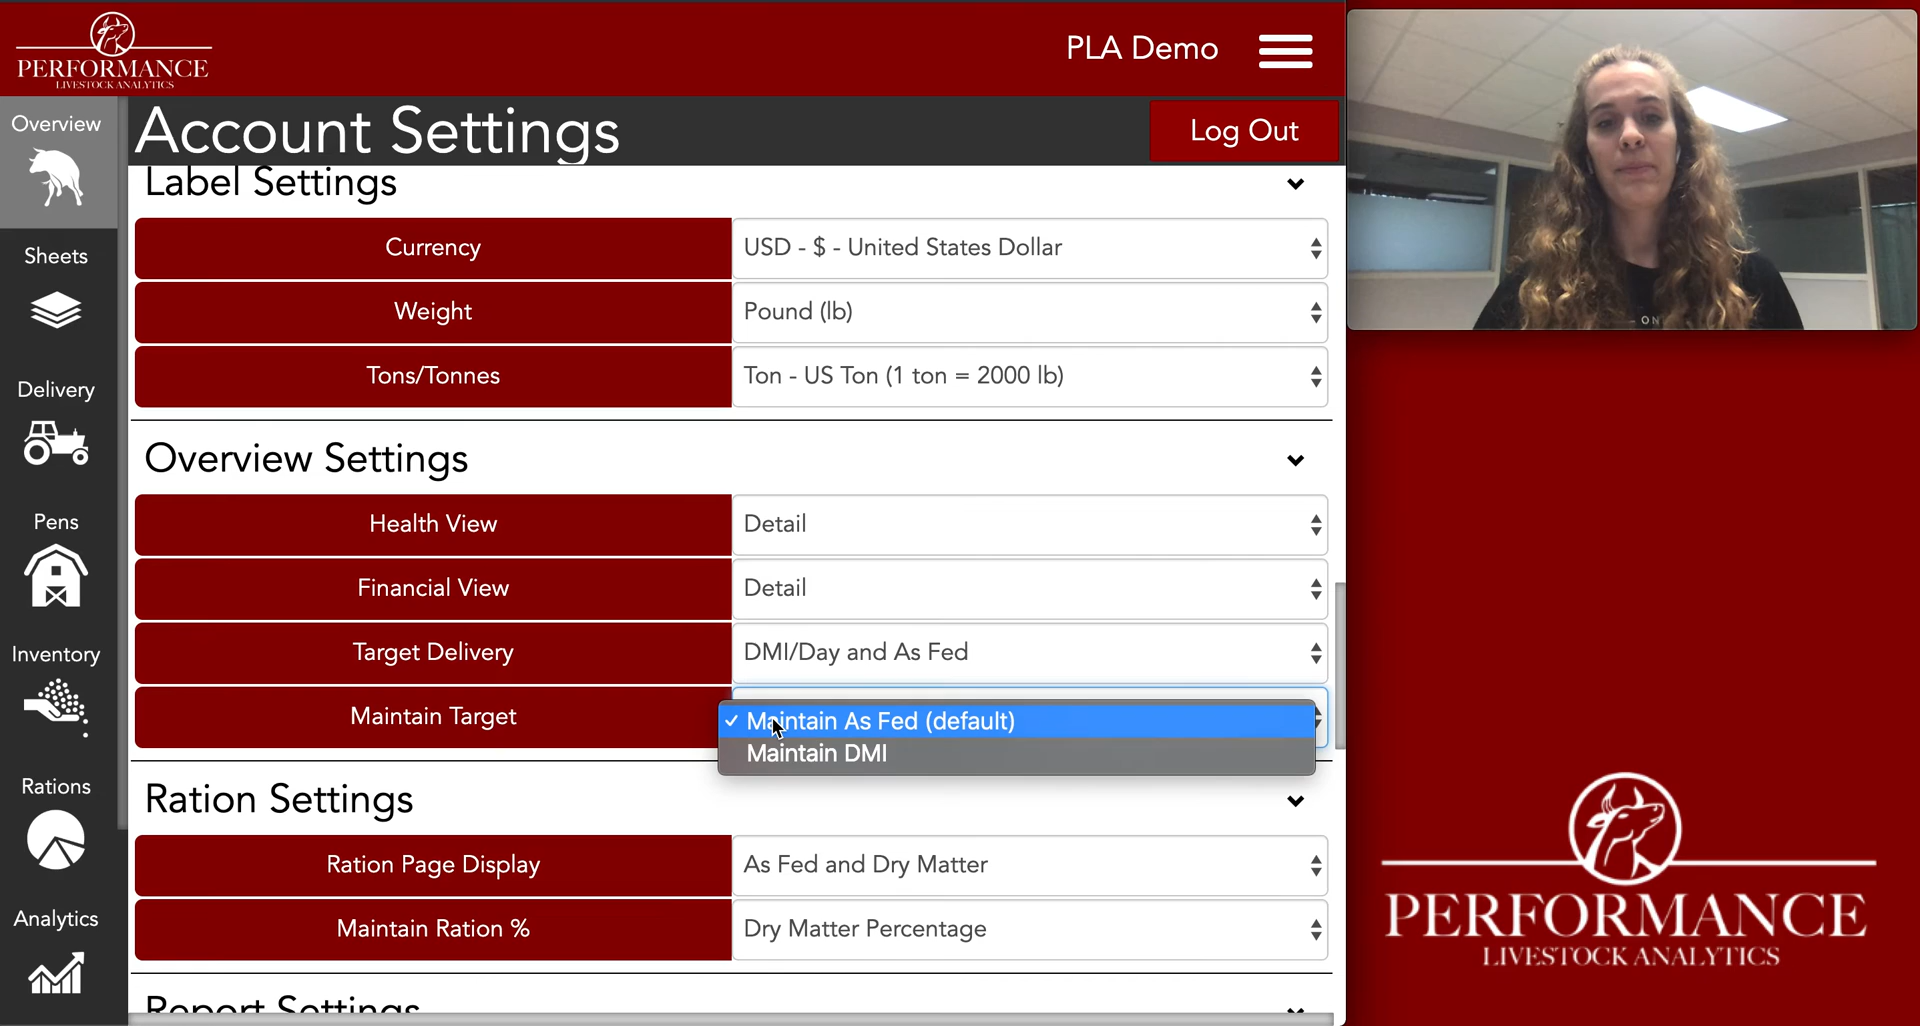 PERFORMANCE
LIVESTOCK ANALYTICS
PLA Demo
Account Settings
Log Out
Overview
Sheets
Delivery
Pens
Inventory
Rations
Analytics
Label Settings
Currency
USD - $ - United States Dollar
Weight
Pound (lb)
Tons/Tonnes
Ton - US Ton (1 ton = 2000 lb)
Overview Settings
Health View
Detail
Financial View
Detail
Target Delivery
DMI/Day and As Fed
Maintain Target
✓ Maintain As Fed (default)
Maintain DMI
Ration Settings
Ration Page Display
As Fed and Dry Matter
Maintain Ration %
Dry Matter Percentage
Report Settings
ON
PERFORMANCE
LIVESTOCK ANALYTICS